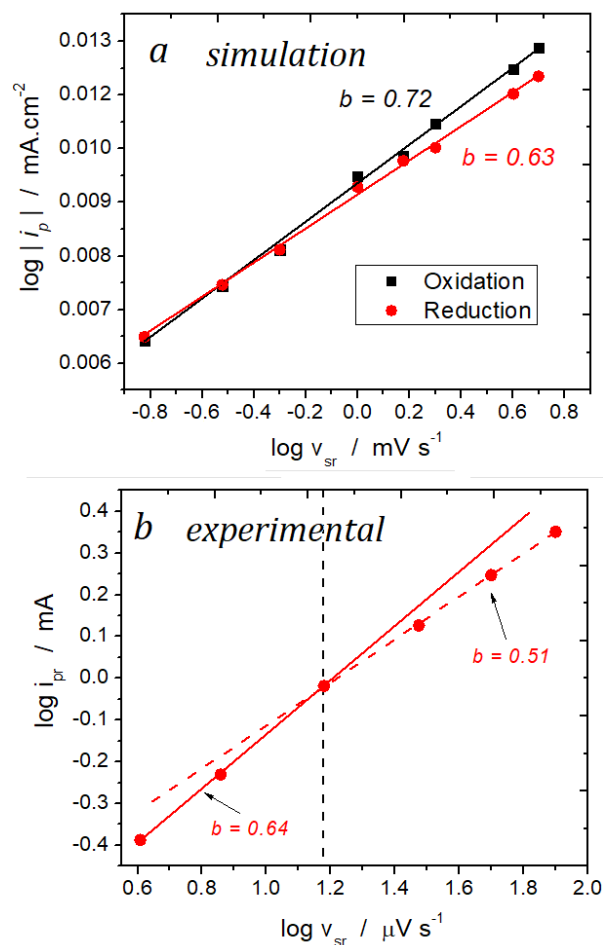 a simulation
0.013
0.012
0.010
0.009
0.008
0.007
0.006
log | i_p | / mA.cm⁻²
b = 0.72
b = 0.63
Oxidation
Reduction
-0.8 -0.6 -0.4 -0.2 0.0 0.2 0.4 0.6 0.8
log v_sr / mV s⁻¹
b experimental
0.4
0.3
0.2
0.1
0.0
-0.1
-0.2
-0.3
-0.4
log i_pr / mA
b = 0.51
b = 0.64
0.6 0.8 1.0 1.2 1.4 1.6 1.8 2.0
log v_sr / μV s⁻¹